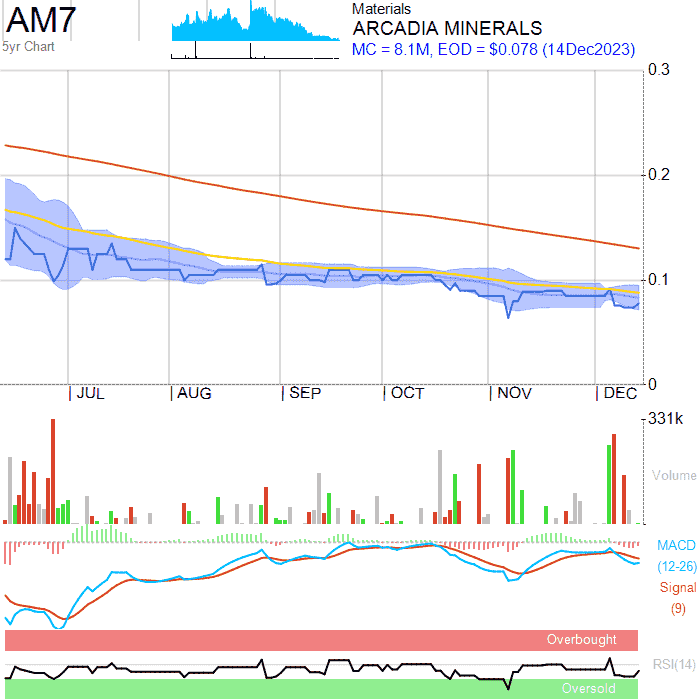 AM7
5yr Chart
Materials
ARCADIA MINERALS
MC = 8.1M, EOD = $0.078 (14Dec2023)
0.3
0.2
0.1
0
JUL AUG SEP OCT NOV DEC
331k
Volume
MACD
(12-26)
Signal
(9)
Overbought
RSI(14)
Oversold